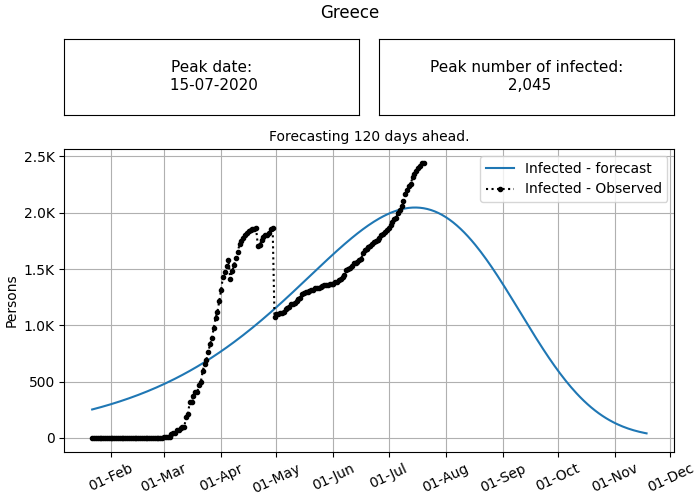 Greece
Peak date:
15-07-2020
Peak number of infected:
2,045
Forecasting 120 days ahead.
2.5K
2.0K
1.5K
1.0K
500
0
Persons
Infected - forecast
Infected - Observed
01-Feb
01-Mar
01-Apr
01-May
01-Jun
01-Jul
01-Aug
01-Sep
01-Oct
01-Nov
01-Dec